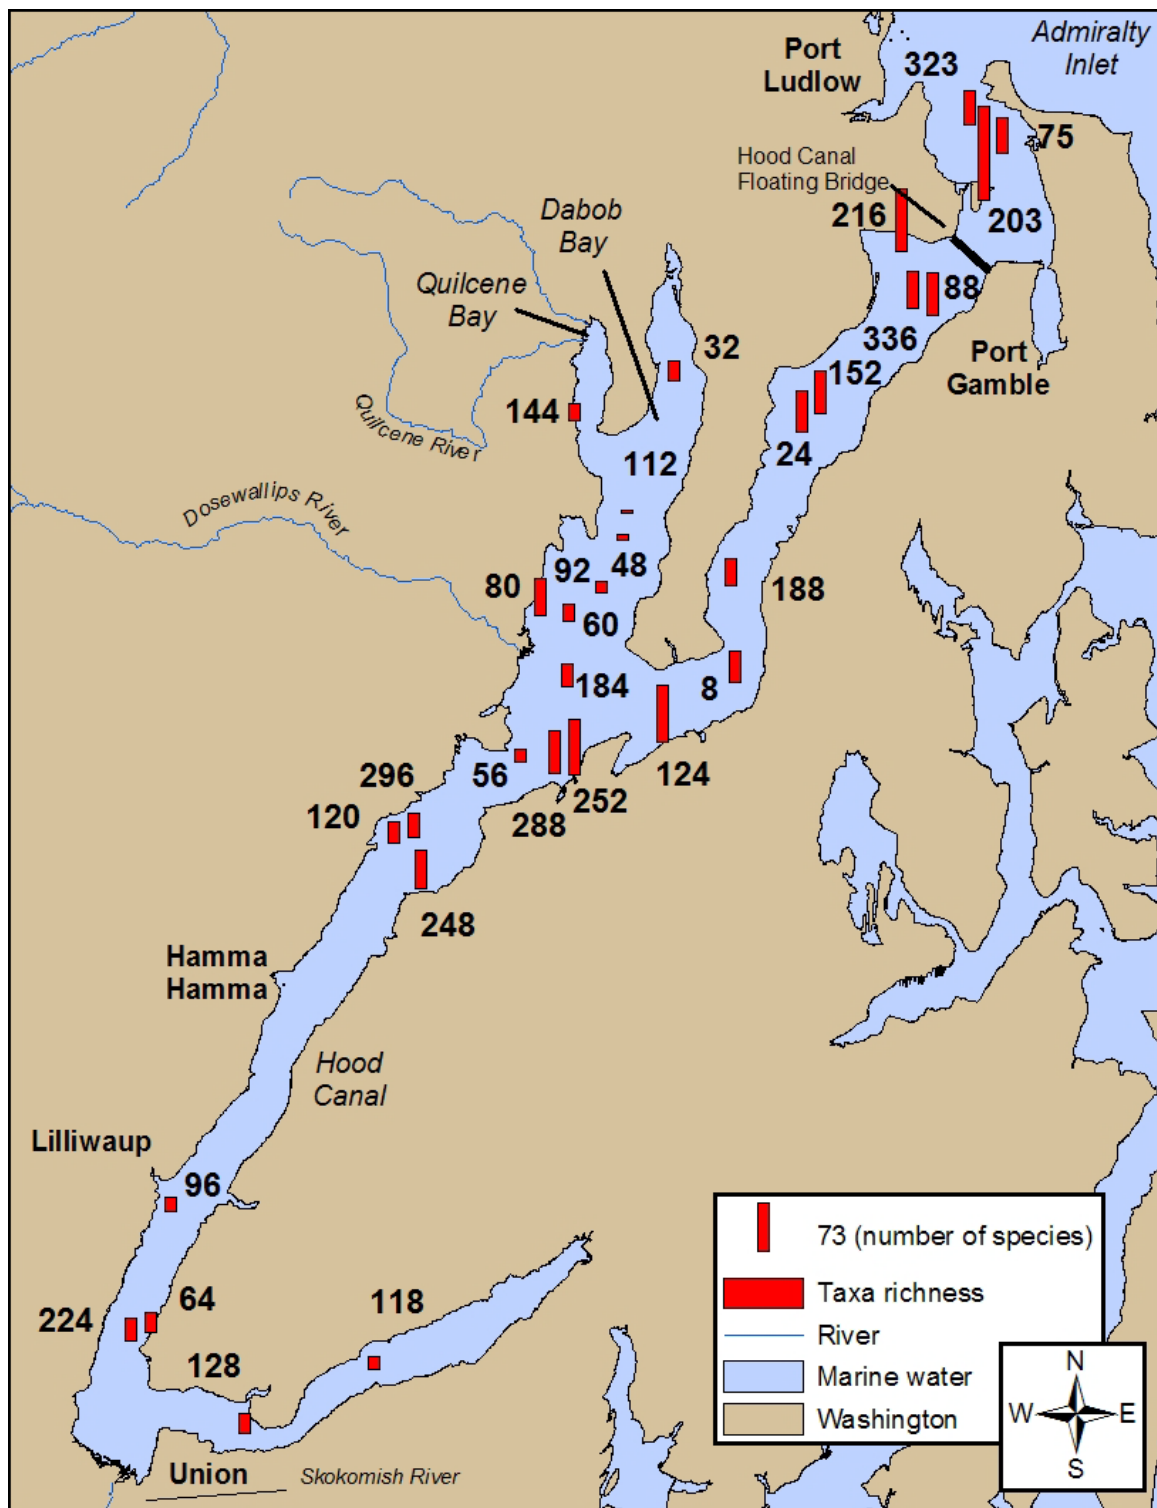 Admiralty
Inlet
Port
Ludlow
323
75
Hood Canal
Floating Bridge
216
203
Dabob
Bay
Quilcene
Bay
88
336
32
Port
Gamble
152
144
24
112
Quilcene River
Dosewallips River
92
48
80
188
60
184
8
56
124
296
120
252
288
248
Hamma
Hamma
Hood
Canal
Lilliwaup
96
64
224
118
128
Union
Skokomish River
73 (number of species)
Taxa richness
River
Marine water
Washington
N
W
E
S